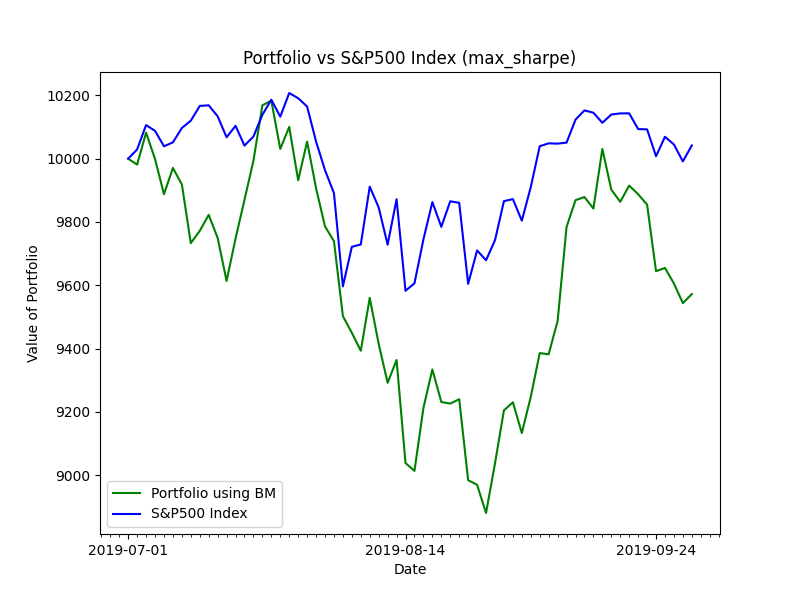 Portfolio vs S&P500 Index (max_sharpe)
10200
10000
9800
9600
9400
9200
9000
Value of Portfolio
Portfolio using BM
S&P500 Index
2019-07-01
2019-08-14
2019-09-24
Date